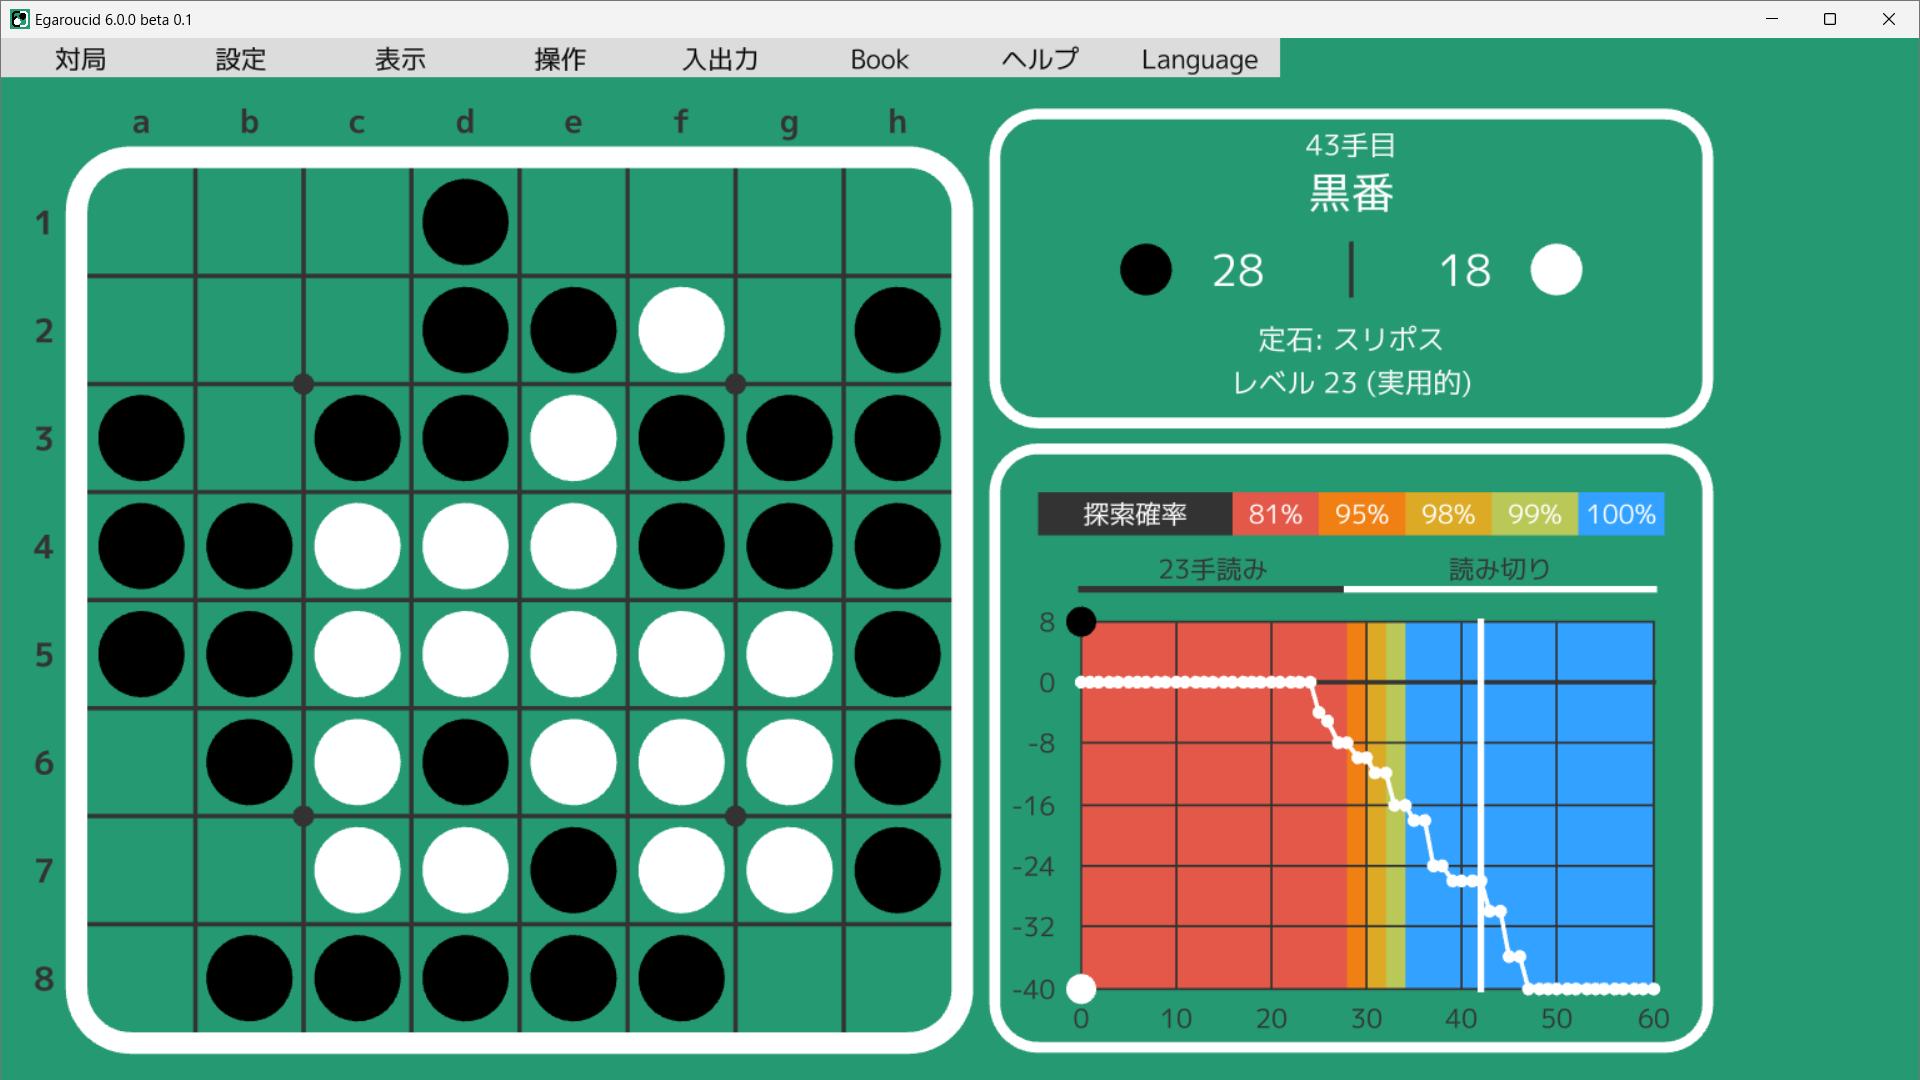 Egaroucid 6.0.0 beta 0.1
対局 設定 表示 操作 入出力 Book ヘルプ Language
a b c d e f g h
1
2
3
4
5
6
7
8
43手目
黒番
28 18
定石: スリポス
レベル 23 (実用的)
探索確率 81% 95% 98% 99% 100%
23手読み 読み切り
8
0
-8
-16
-24
-32
-40
0 10 20 30 40 50 60